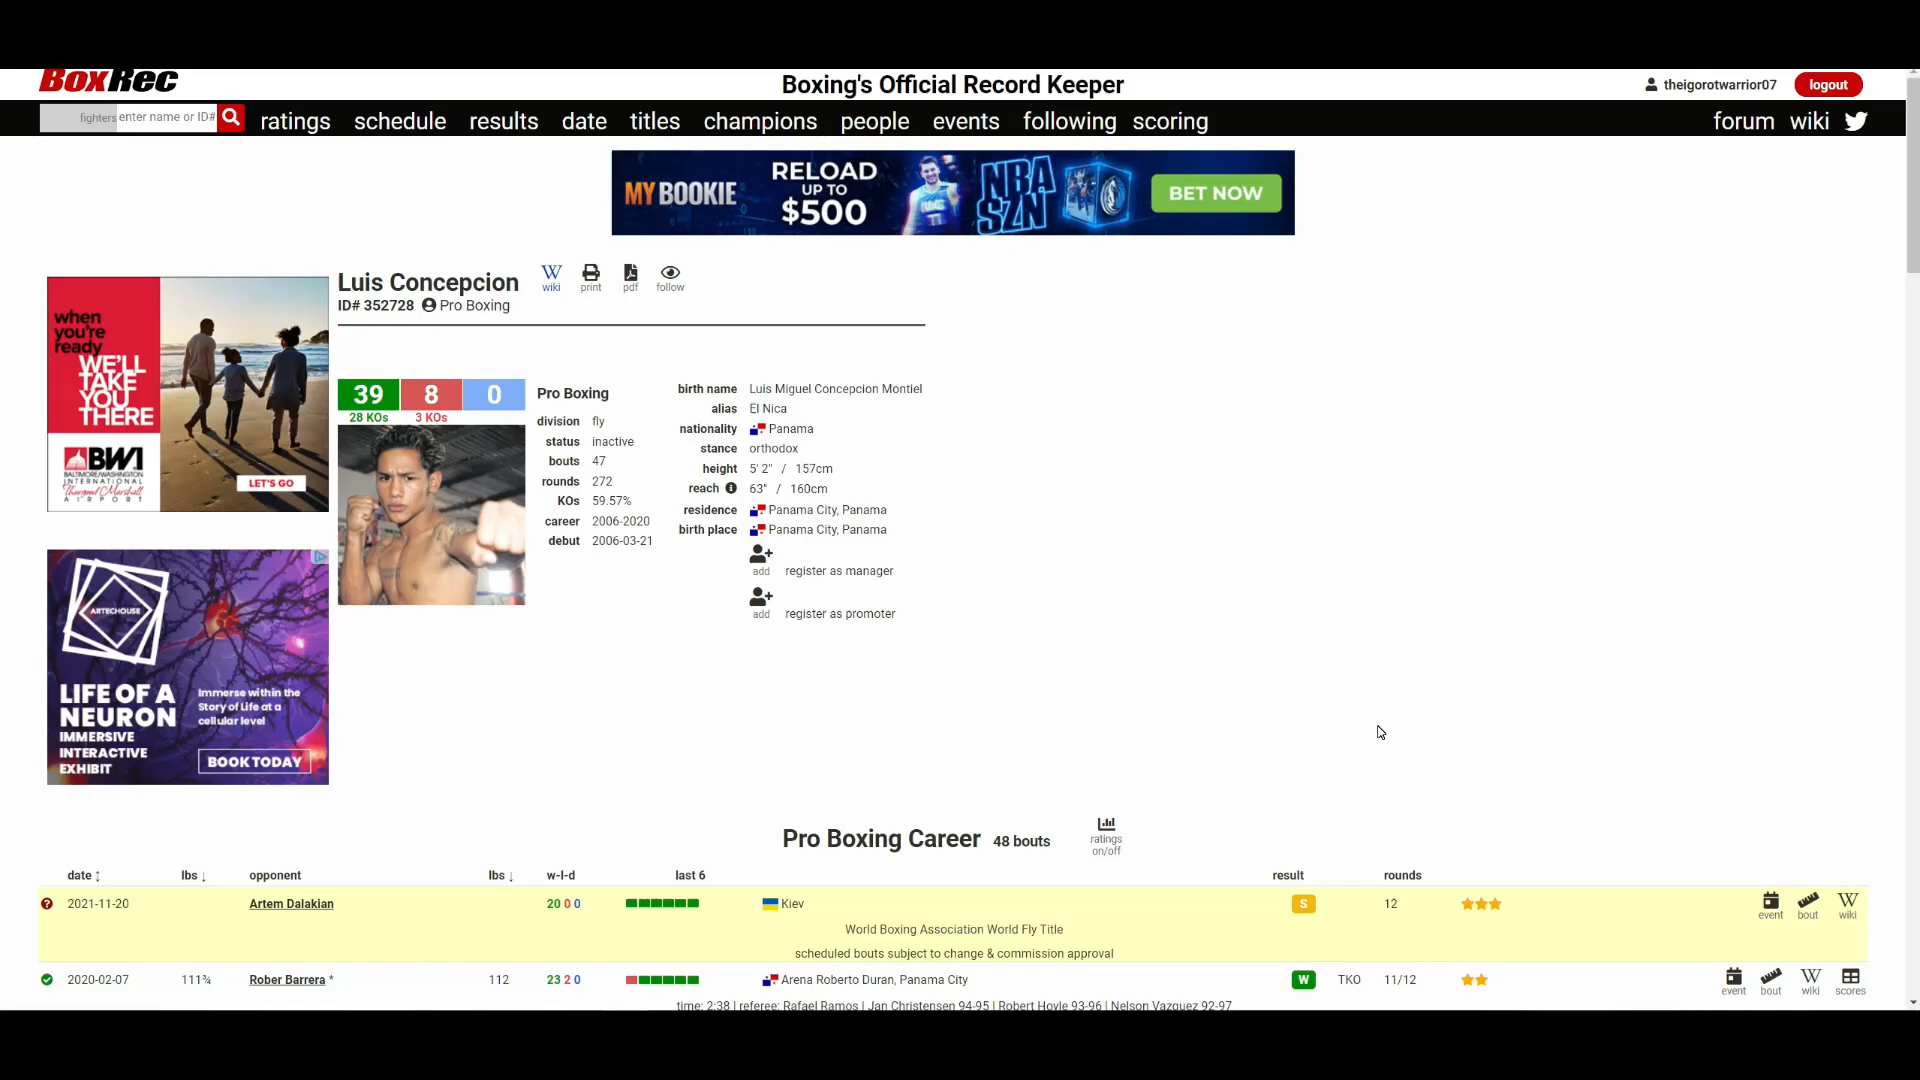 BoxRec
Boxing's Official Record Keeper
theigorotwarrior07
logout
fighters enter name or ID#
ratings schedule results date titles champions people events following scoring
forum wiki
MY BOOKIE
RELOAD
UP TO
$500
NBA
SZN
BET NOW
when
you're
ready
WE'LL
TAKE
YOU
THERE
BWI
BALTIMORE/WASHINGTON
INTERNATIONAL
Thurgood Marshall
AIRPORT
LET'S GO
Luis Concepcion
wiki print pdf follow
ID# 352728 Pro Boxing
39 8 0
28 KOs 3 KOs
Pro Boxing
division fly
status inactive
bouts 47
rounds 272
KOs 59.57%
career 2006-2020
debut 2006-03-21
birth name Luis Miguel Concepcion Montiel
alias El Nica
nationality Panama
stance orthodox
height 5' 2" / 157cm
reach 63" / 160cm
residence Panama City, Panama
birth place Panama City, Panama
add register as manager
add register as promoter
ARTECHOUSE
LIFE OF A
NEURON
IMMERSIVE
INTERACTIVE
EXHIBIT
Immerse within the
Story of Life at a
cellular level
BOOK TODAY
Pro Boxing Career 48 bouts
ratings
on/off
date lbs opponent lbs w-l-d last 6 result rounds
2021-11-20 Artem Dalakian 20 0 0 Kiev S 12
event bout wiki
World Boxing Association World Fly Title
scheduled bouts subject to change & commission approval
2020-02-07 111¾ Rober Barrera * 112 23 2 0 Arena Roberto Duran, Panama City W TKO 11/12
event bout wiki scores
time: 2:38 | referee: Rafael Ramos | Jan Christensen 94-95 | Robert Hoyle 93-96 | Nelson Vazquez 92-97